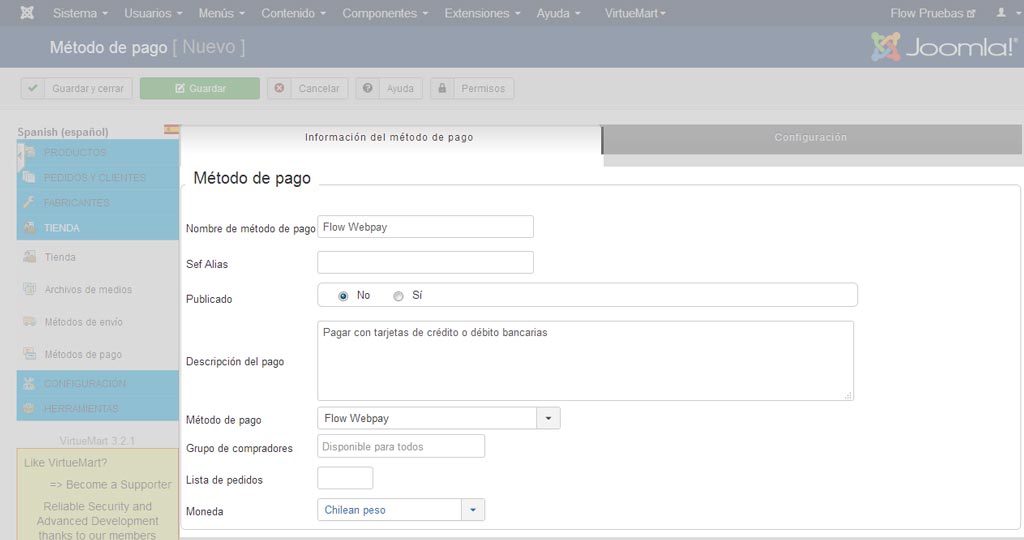 Sistema Usuarios Menús Contenido Componentes Extensiones Ayuda VirtueMart Flow Pruebas
Método de pago [ Nuevo ] Joomla!®
Guardar y cerrar Guardar Cancelar Ayuda Permisos
Spanish (español)
PRODUCTOS
PEDIDOS Y CLIENTES
FABRICANTES
TIENDA
Tienda
Archivos de medios
Métodos de envío
Métodos de pago
CONFIGURACIÓN
HERRAMIENTAS
VirtueMart 3.2.1
Like VirtueMart?
=> Become a Supporter
Reliable Security and
Advanced Development
thanks to our members
Información del método de pago Configuración
Método de pago
Nombre de método de pago Flow Webpay
Sef Alias
Publicado No Sí
Descripción del pago Pagar con tarjetas de crédito o débito bancarias
Método de pago Flow Webpay
Grupo de compradores Disponible para todos
Lista de pedidos
Moneda Chilean peso